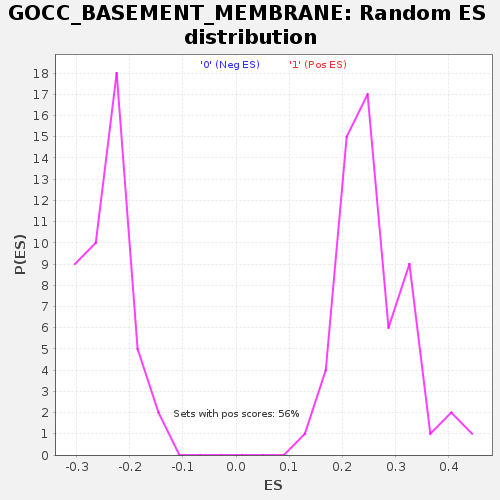 GOCC_BASEMENT_MEMBRANE: Random ES
distribution
'0' (Neg ES) '1' (Pos ES)
P(ES)
18
17
16
15
14
13
12
11
10
9
8
7
6
5
4
3
2
1
0
Sets with pos scores: 56%
-0.3 -0.2 -0.1 0.0 0.1 0.2 0.3 0.4
ES